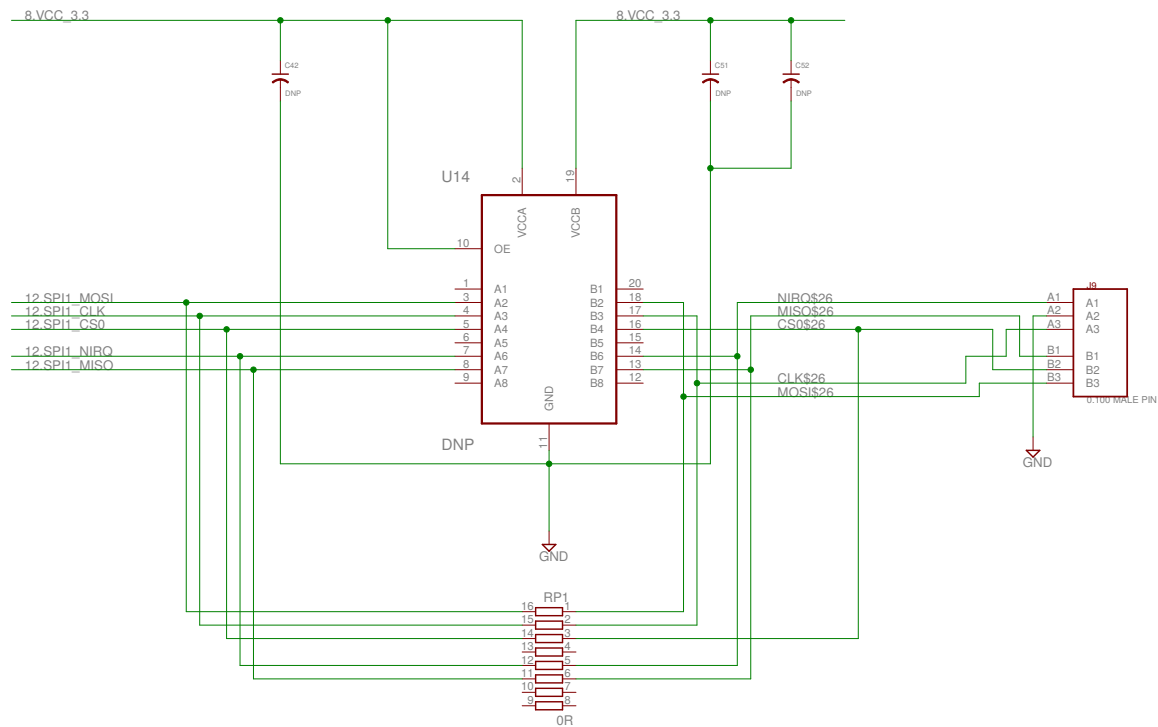 8.VCC_3.3
8.VCC_3.3
C42
DNP
C51
DNP
C52
DNP
U14
2
19
VCCA
VCCB
10
OE
1 A1 B1 20
12.SPI1_MOSI 3 A2 B2 18 NIRQ$26 A1 A1
12.SPI1_CLK 4 A3 B3 17 MISO$26 A2 A2
12.SPI1_CS0 5 A4 B4 16 CS0$26 A3 A3
6 A5 B5 15
12.SPI1_NIRQ 7 A6 B6 14 B1 B1
12.SPI1_MISO 8 A7 B7 13 B2 B2
9 A8 B8 12 CLK$26 B3 B3
MOSI$26
J9
0.100 MALE PIN
GND
DNP
11
GND
GND
RP1
16 1
15 2
14 3
13 4
12 5
11 6
10 7
9 8
0R